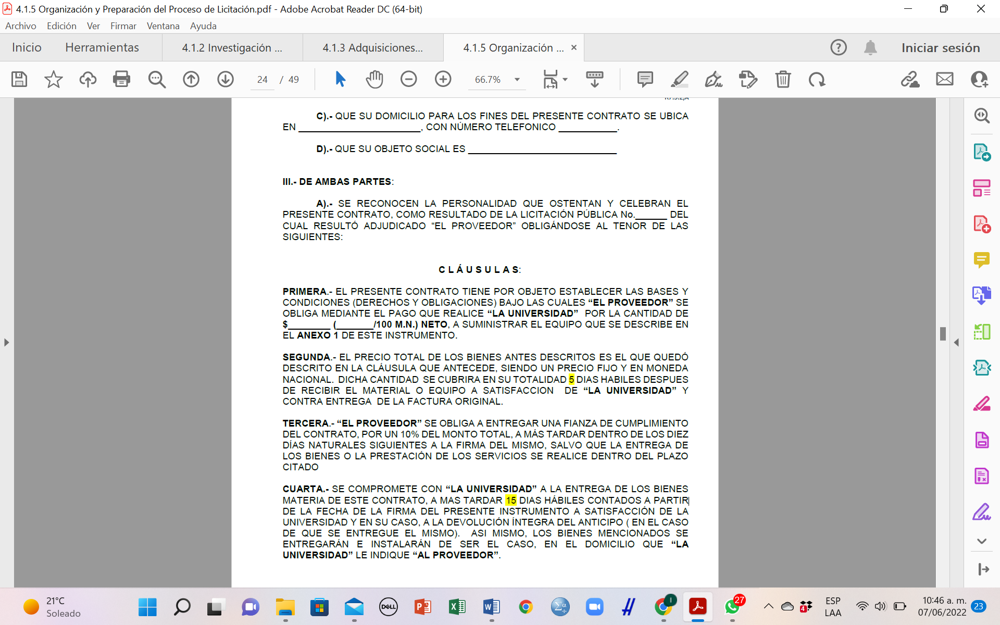 4.1.5 Organización y Preparación del Proceso de Licitación.pdf - Adobe Acrobat Reader DC (64-bit)
Archivo Edición Ver Firmar Ventana Ayuda
Inicio Herramientas 4.1.2 Investigación ... 4.1.3 Adquisiciones... 4.1.5 Organización ... Iniciar sesión
24 / 49 66.7%
C).- QUE SU DOMICILIO PARA LOS FINES DEL PRESENTE CONTRATO SE UBICA
EN ______________________, CON NÚMERO TELEFONICO ___________.
D).- QUE SU OBJETO SOCIAL ES ____________________________
III.- DE AMBAS PARTES:
A).- SE RECONOCEN LA PERSONALIDAD QUE OSTENTAN Y CELEBRAN EL
PRESENTE CONTRATO, COMO RESULTADO DE LA LICITACIÓN PÚBLICA No.______ DEL
CUAL RESULTÓ ADJUDICADO “EL PROVEEDOR” OBLIGÁNDOSE AL TENOR DE LAS
SIGUIENTES:
C L Á U S U L A S:
PRIMERA.- EL PRESENTE CONTRATO TIENE POR OBJETO ESTABLECER LAS BASES Y
CONDICIONES (DERECHOS Y OBLIGACIONES) BAJO LAS CUALES “EL PROVEEDOR” SE
OBLIGA MEDIANTE EL PAGO QUE REALICE “LA UNIVERSIDAD” POR LA CANTIDAD DE
$________ (_______/100 M.N.) NETO, A SUMINISTRAR EL EQUIPO QUE SE DESCRIBE EN
EL ANEXO 1 DE ESTE INSTRUMENTO.
SEGUNDA.- EL PRECIO TOTAL DE LOS BIENES ANTES DESCRITOS ES EL QUE QUEDÓ
DESCRITO EN LA CLÁUSULA QUE ANTECEDE, SIENDO UN PRECIO FIJO Y EN MONEDA
NACIONAL. DICHA CANTIDAD SE CUBRIRA EN SU TOTALIDAD 5 DIAS HABILES DESPUES
DE RECIBIR EL MATERIAL O EQUIPO A SATISFACCION DE “LA UNIVERSIDAD” Y
CONTRA ENTREGA DE LA FACTURA ORIGINAL.
TERCERA.- “EL PROVEEDOR” SE OBLIGA A ENTREGAR UNA FIANZA DE CUMPLIMIENTO
DEL CONTRATO, POR UN 10% DEL MONTO TOTAL, A MÁS TARDAR DENTRO DE LOS DIEZ
DÍAS NATURALES SIGUIENTES A LA FIRMA DEL MISMO, SALVO QUE LA ENTREGA DE
LOS BIENES O LA PRESTACIÓN DE LOS SERVICIOS SE REALICE DENTRO DEL PLAZO
CITADO
CUARTA.- SE COMPROMETE CON “LA UNIVERSIDAD” A LA ENTREGA DE LOS BIENES
MATERIA DE ESTE CONTRATO, A MAS TARDAR 15 DIAS HÁBILES CONTADOS A PARTIR
DE LA FECHA DE LA FIRMA DEL PRESENTE INSTRUMENTO A SATISFACCIÓN DE LA
UNIVERSIDAD Y EN SU CASO, A LA DEVOLUCIÓN ÍNTEGRA DEL ANTICIPO ( EN EL CASO
DE QUE SE ENTREGUE EL MISMO). ASI MISMO, LOS BIENES MENCIONADOS SE
ENTREGARÁN E INSTALARÁN DE SER EL CASO, EN EL DOMICILIO QUE “LA
UNIVERSIDAD” LE INDIQUE “AL PROVEEDOR”.
21°C
Soleado
DELL
27
4
ESP
LAA
10:46 a. m.
07/06/2022
23